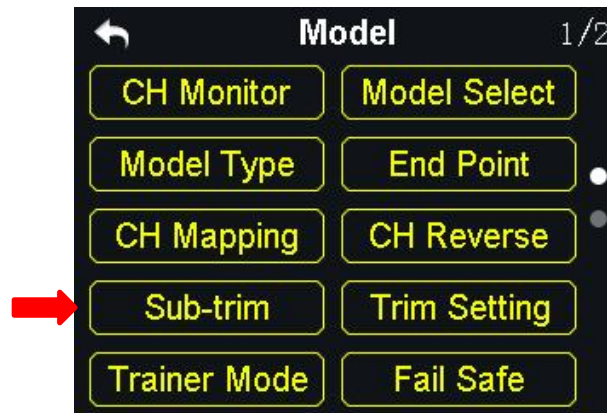 Model 1/2
CH Monitor Model Select
Model Type End Point
CH Mapping CH Reverse
Sub-trim Trim Setting
Trainer Mode Fail Safe